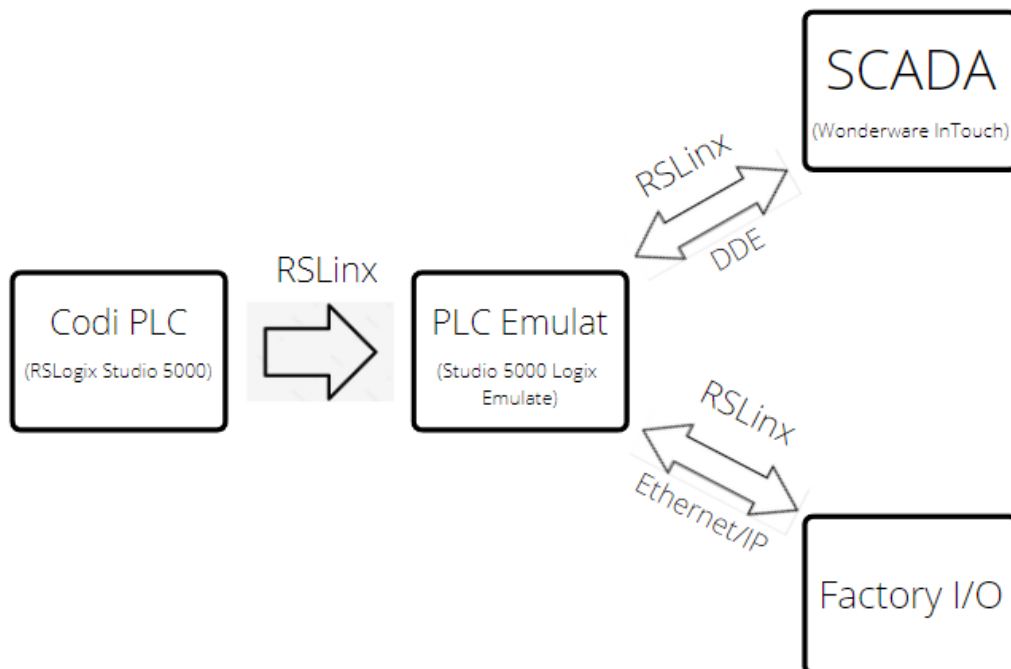 SCADA
(Wonderware InTouch)
RSLinx
DDE
RSLinx
Codi PLC
(RSLogix Studio 5000)
PLC Emulat
(Studio 5000 Logix
Emulate)
RSLinx
Ethernet/IP
Factory I/O